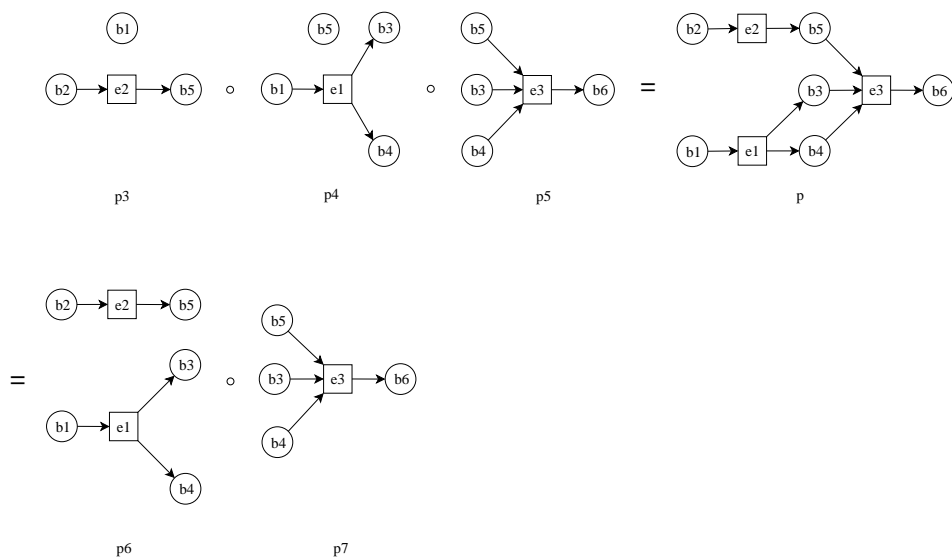 b1 b5 b3 b5 b2 e2 b5
b2 e2 b5 ∘ b1 e1 ∘ b3 e3 b6 = b3 e3 b6
b4 b4 b1 e1 b4
p3 p4 p5 p
b2 e2 b5 b5
b3
= ∘ b3 e3 b6
b1 e1
b4
b4
p6 p7